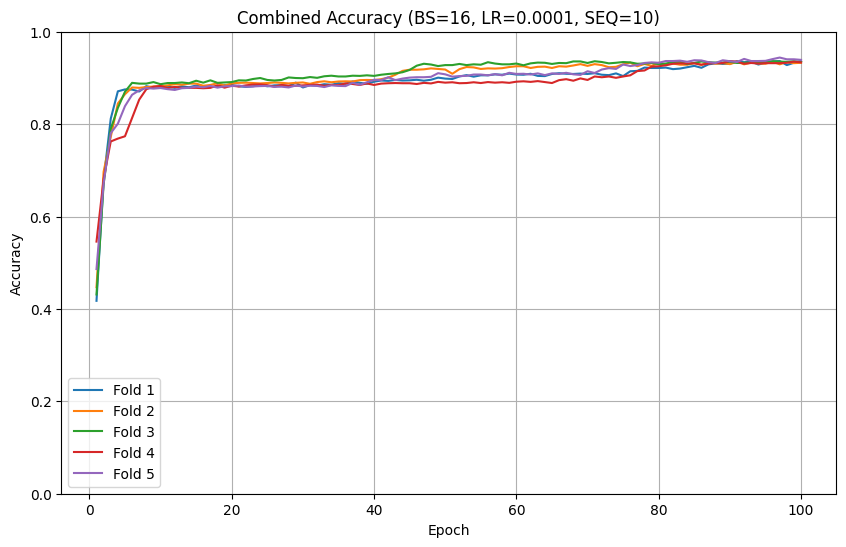 Combined Accuracy (BS=16, LR=0.0001, SEQ=10)
1.0
0.8
0.6
0.4
0.2
0.0
Accuracy
Fold 1
Fold 2
Fold 3
Fold 4
Fold 5
0 20 40 60 80 100
Epoch